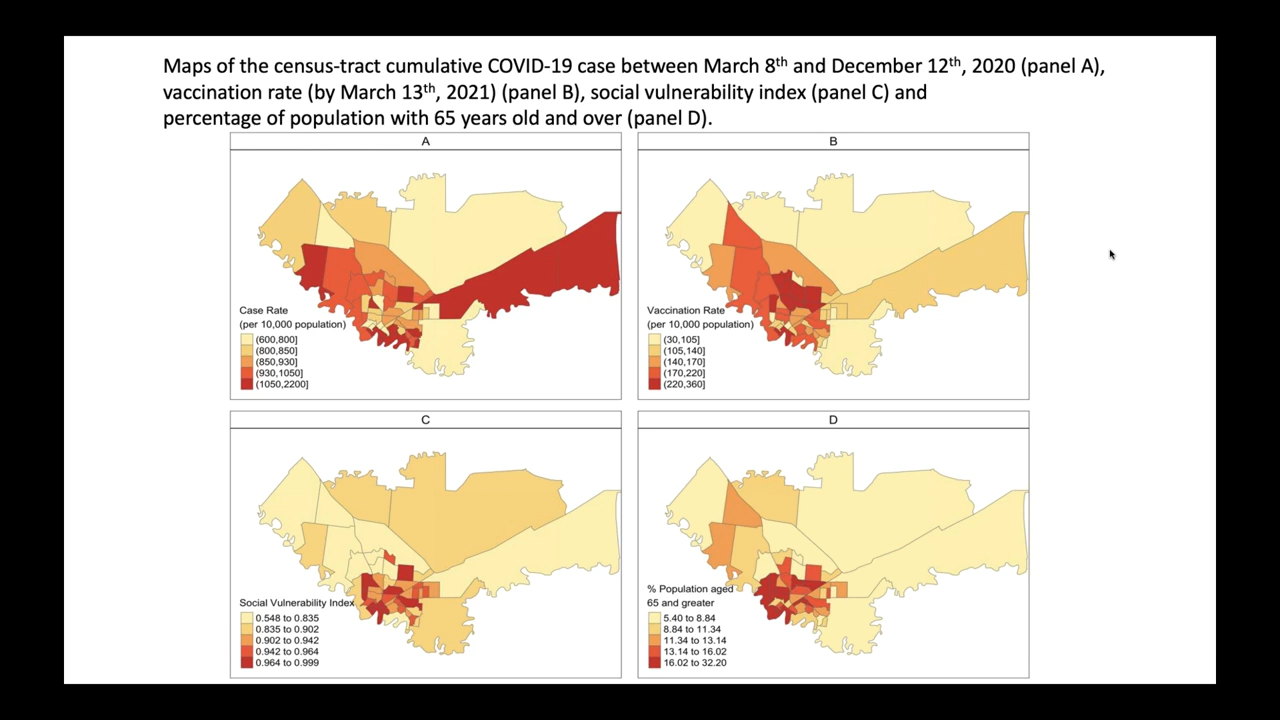 Maps of the census-tract cumulative COVID-19 case between March 8th and December 12th, 2020 (panel A),
vaccination rate (by March 13th, 2021) (panel B), social vulnerability index (panel C) and
percentage of population with 65 years old and over (panel D).
A
Case Rate
(per 10,000 population)
(600,800]
(800,850]
(850,930]
(930,1050]
(1050,2200]
B
Vaccination Rate
(per 10,000 population)
(30,105]
(105,140]
(140,170]
(170,220]
(220,360]
C
Social Vulnerability Index
0.548 to 0.835
0.835 to 0.902
0.902 to 0.942
0.942 to 0.964
0.964 to 0.999
D
% Population aged
65 and greater
5.40 to 8.84
8.84 to 11.34
11.34 to 13.14
13.14 to 16.02
16.02 to 32.20